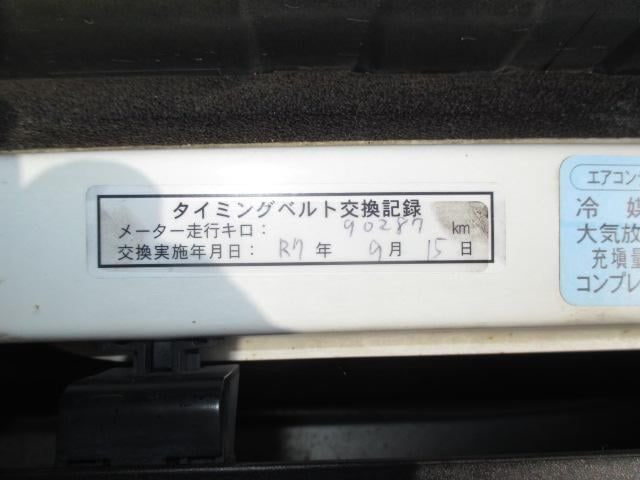 タイミングベルト交換記録
メーター走行キロ: 90287 km
交換実施年月日: R7 年 9月 15日
エアコン
冷 媒
大気放
充填量
コンプレ